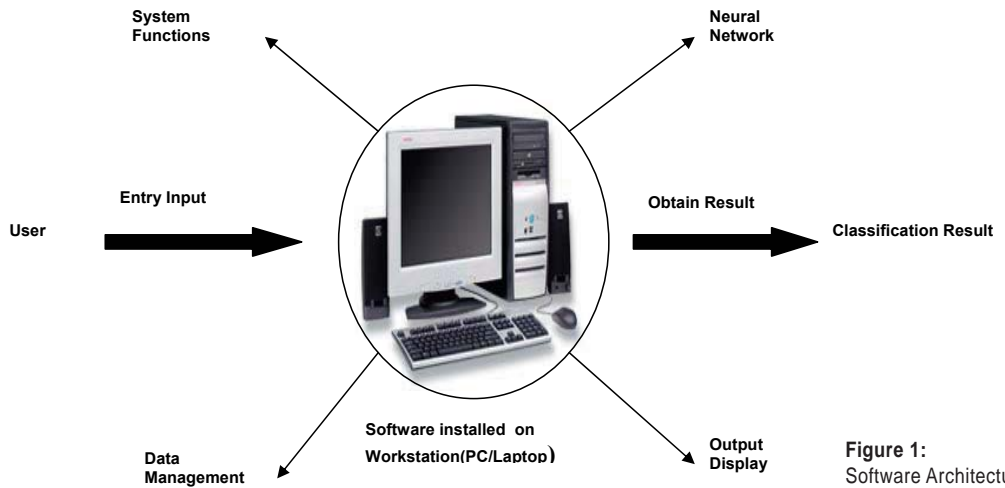 System
Functions
Neural
Network
Entry Input
Obtain Result
User
Classification Result
Software installed on
Workstation(PC/Laptop)
Data
Management
Output
Display
Figure 1:
Software Architectu